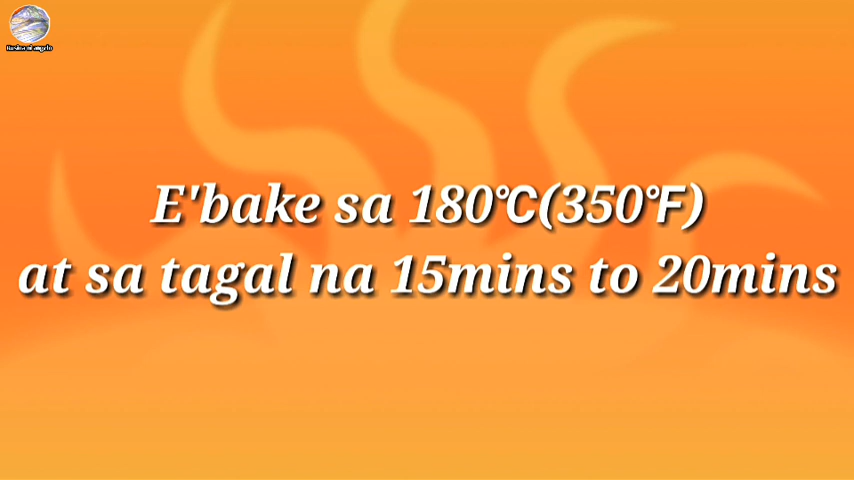 E'bake sa 180℃(350℉)
at sa tagal na 15mins to 20mins